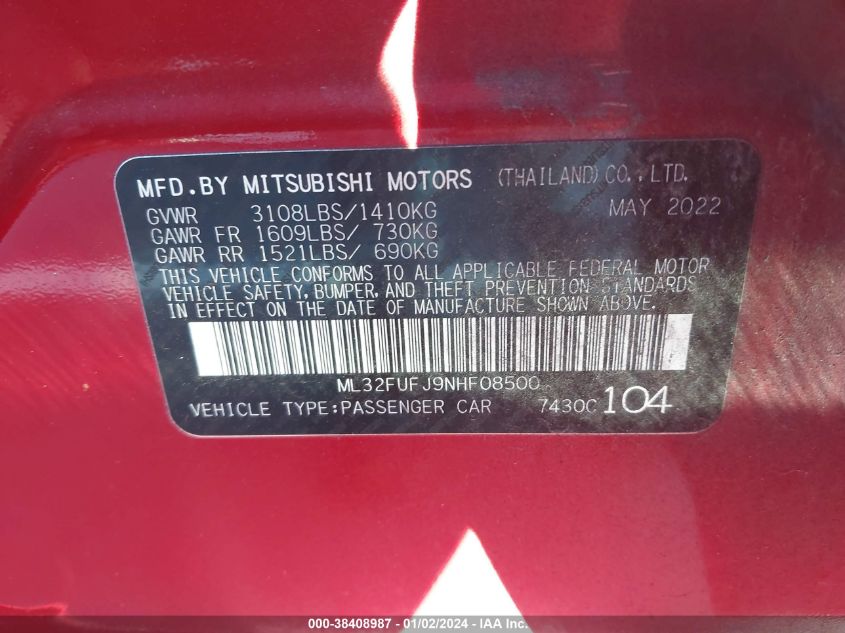 MFD.BY MITSUBISHI MOTORS (THAILAND)CO.,LTD.
GVWR 3108LBS/1410KG MAY 2022
GAWR FR 1609LBS/ 730KG
GAWR RR 1521LBS/ 690KG
THIS VEHICLE CONFORMS TO ALL APPLICABLE FEDERAL MOTOR
VEHICLE SAFETY, BUMPER, AND THEFT PREVENTION STANDARDS
IN EFFECT ON THE DATE OF MANUFACTURE SHOWN ABOVE.
ML32FUFJ9NHF08500
VEHICLE TYPE:PASSENGER CAR 7430C 104
000-38408987 - 01/02/2024 - IAA Inc.